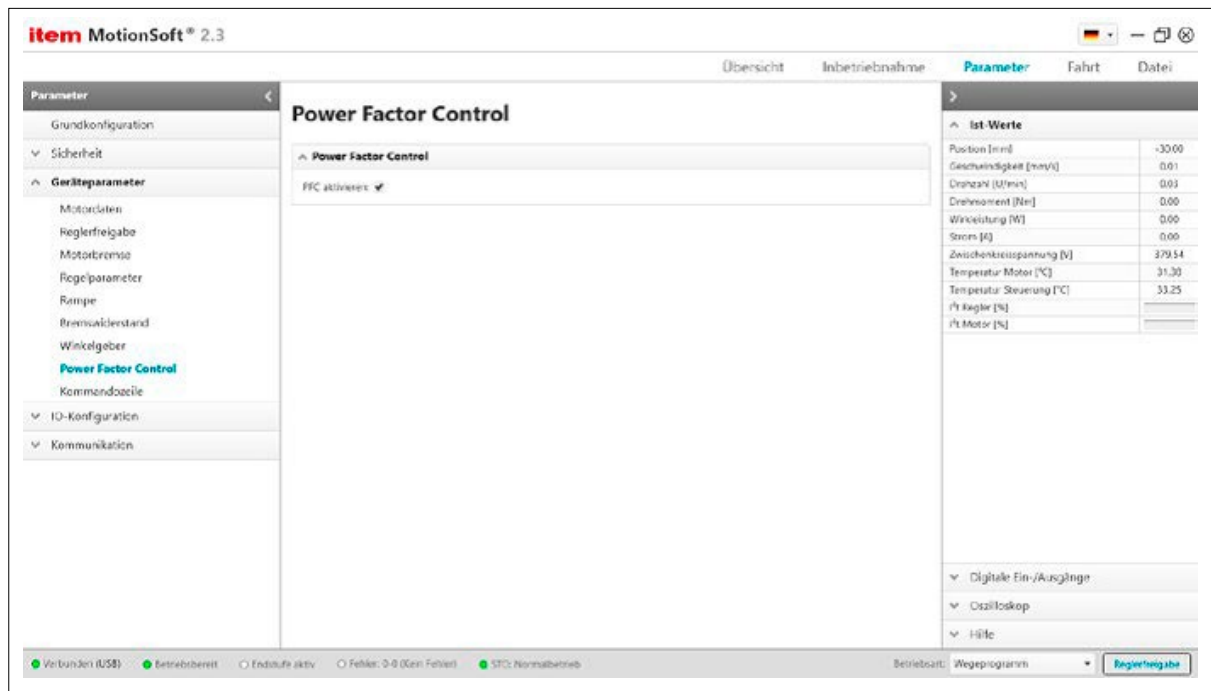 item MotionSoft® 2.3
Übersicht Inbetriebnahme Parameter Fahrt Datei
Parameter
Grundkonfiguration
Sicherheit
Geräteparameter
Motordaten
Reglerfreigabe
Motorbremse
Regelparameter
Rampe
Bremswiderstand
Winkelgeber
Power Factor Control
Kommandozeile
IO-Konfiguration
Kommunikation
Power Factor Control
Power Factor Control
PFC aktivieren:
Ist-Werte
Position [mm] -30.00
Geschwindigkeit [mm/s] 0.01
Drehzahl [U/min] 0.03
Drehmoment [Nm] 0.00
Wirkleistung [W] 0.00
Strom [A] 0.00
Zwischenkreisspannung [V] 379.54
Temperatur Motor [°C] 31.30
Temperatur Steuerung [°C] 33.25
I²t Regler [%]
I²t Motor [%]
Digitale Ein-/Ausgänge
Oszilloskop
Hilfe
Verbunden (USB) Betriebsbereit Endstufe aktiv Fehler: 0-0 (Kein Fehler) STO: Normalbetrieb Betriebsart: Wegeprogramm Reglerfreigabe